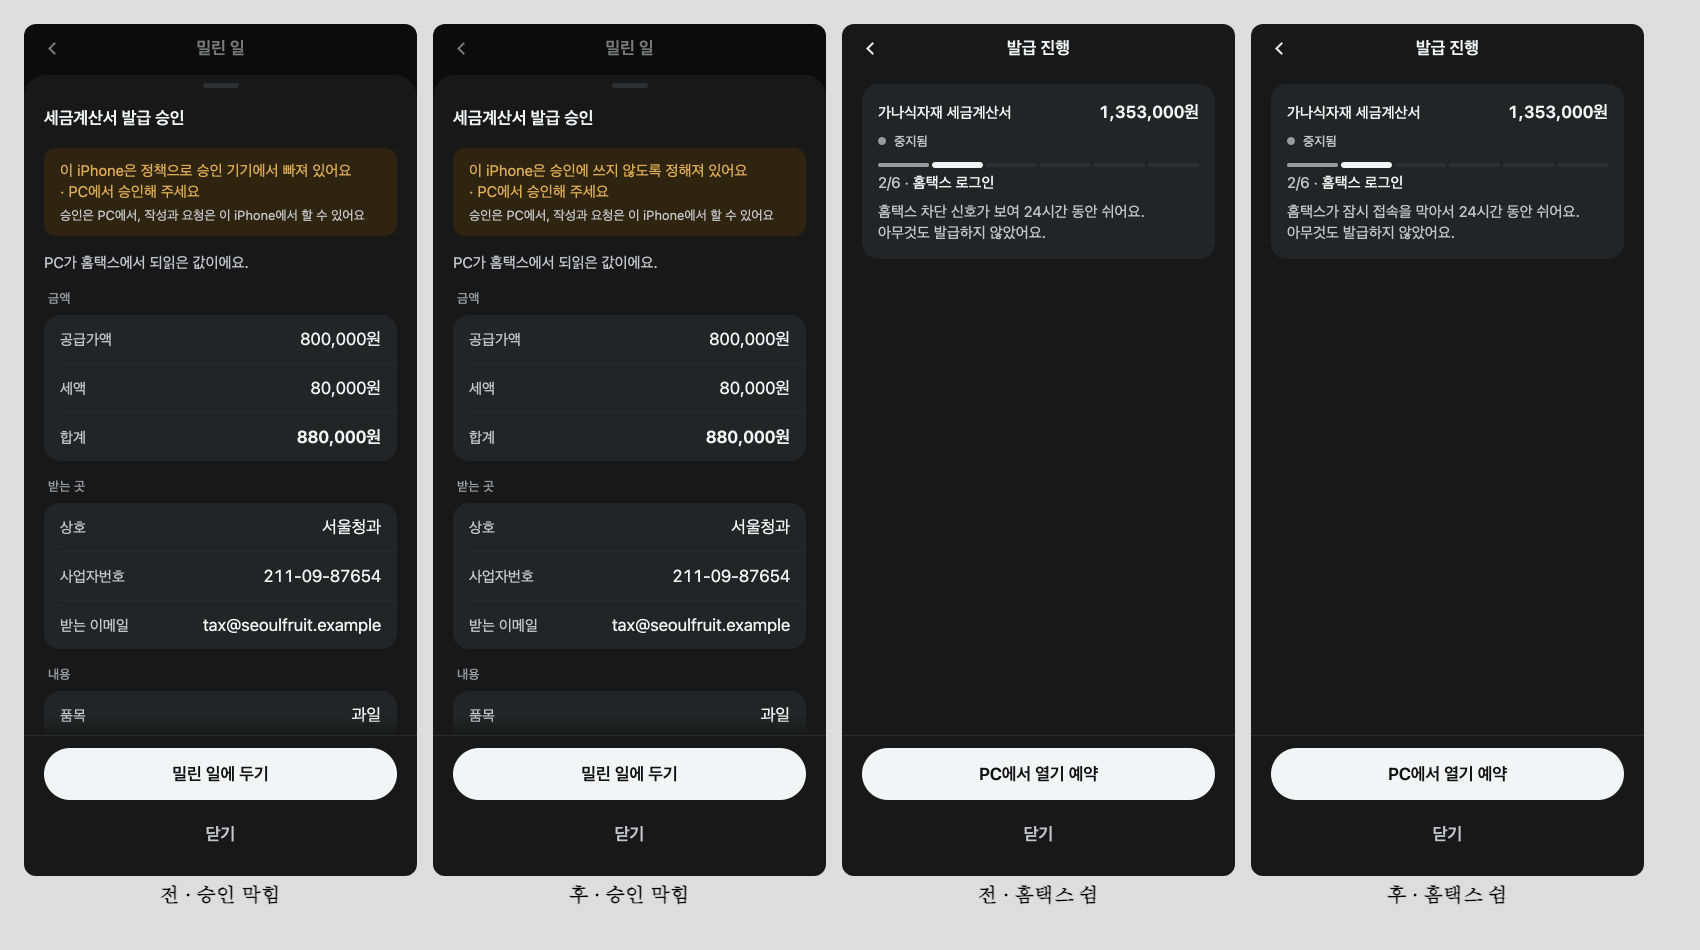 밀린 일
세금계산서 발급 승인
이 iPhone은 정책으로 승인 기기에서 빠져 있어요
· PC에서 승인해 주세요
승인은 PC에서, 작성과 요청은 이 iPhone에서 할 수 있어요
PC가 홈택스에서 되읽은 값이에요.
금액
공급가액 800,000원
세액 80,000원
합계 880,000원
받는 곳
상호 서울청과
사업자번호 211-09-87654
받는 이메일 tax@seoulfruit.example
내용
품목 과일
밀린 일에 두기
닫기
전 · 승인 막힘
밀린 일
세금계산서 발급 승인
이 iPhone은 승인에 쓰지 않도록 정해져 있어요
· PC에서 승인해 주세요
승인은 PC에서, 작성과 요청은 이 iPhone에서 할 수 있어요
PC가 홈택스에서 되읽은 값이에요.
금액
공급가액 800,000원
세액 80,000원
합계 880,000원
받는 곳
상호 서울청과
사업자번호 211-09-87654
받는 이메일 tax@seoulfruit.example
내용
품목 과일
밀린 일에 두기
닫기
후 · 승인 막힘
발급 진행
가나식자재 세금계산서 1,353,000원
중지됨
2/6 · 홈택스 로그인
홈택스 차단 신호가 보여 24시간 동안 쉬어요.
아무것도 발급하지 않았어요.
PC에서 열기 예약
닫기
전 · 홈택스 쉼
발급 진행
가나식자재 세금계산서 1,353,000원
중지됨
2/6 · 홈택스 로그인
홈택스가 잠시 접속을 막아서 24시간 동안 쉬어요.
아무것도 발급하지 않았어요.
PC에서 열기 예약
닫기
후 · 홈택스 쉼